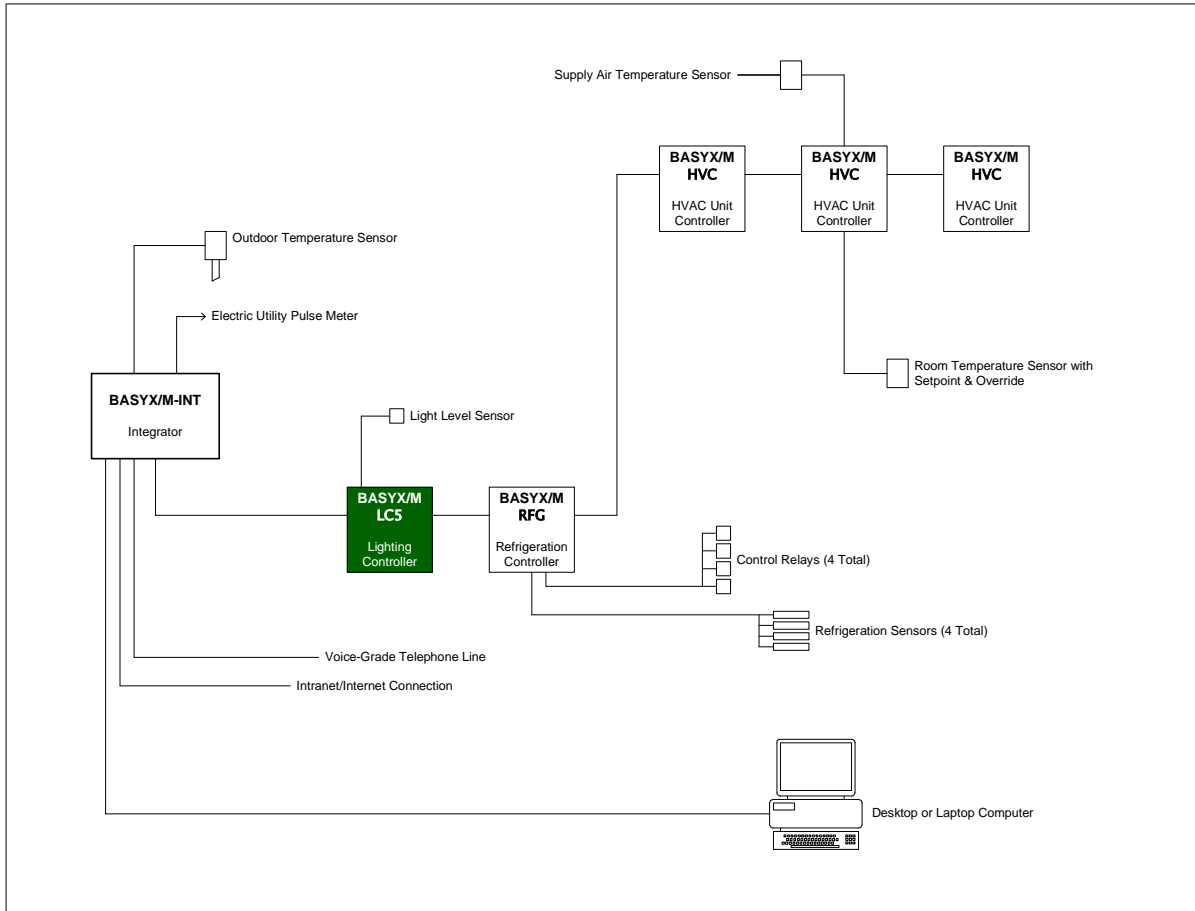 Supply Air Temperature Sensor
BASYX/M
HVC
HVAC Unit
Controller
BASYX/M
HVC
HVAC Unit
Controller
BASYX/M
HVC
HVAC Unit
Controller
Outdoor Temperature Sensor
Electric Utility Pulse Meter
Room Temperature Sensor with
Setpoint & Override
BASYX/M-INT
Integrator
Light Level Sensor
BASYX/M
LC5
Lighting
Controller
BASYX/M
RFG
Refrigeration
Controller
Control Relays (4 Total)
Refrigeration Sensors (4 Total)
Voice-Grade Telephone Line
Intranet/Internet Connection
Desktop or Laptop Computer